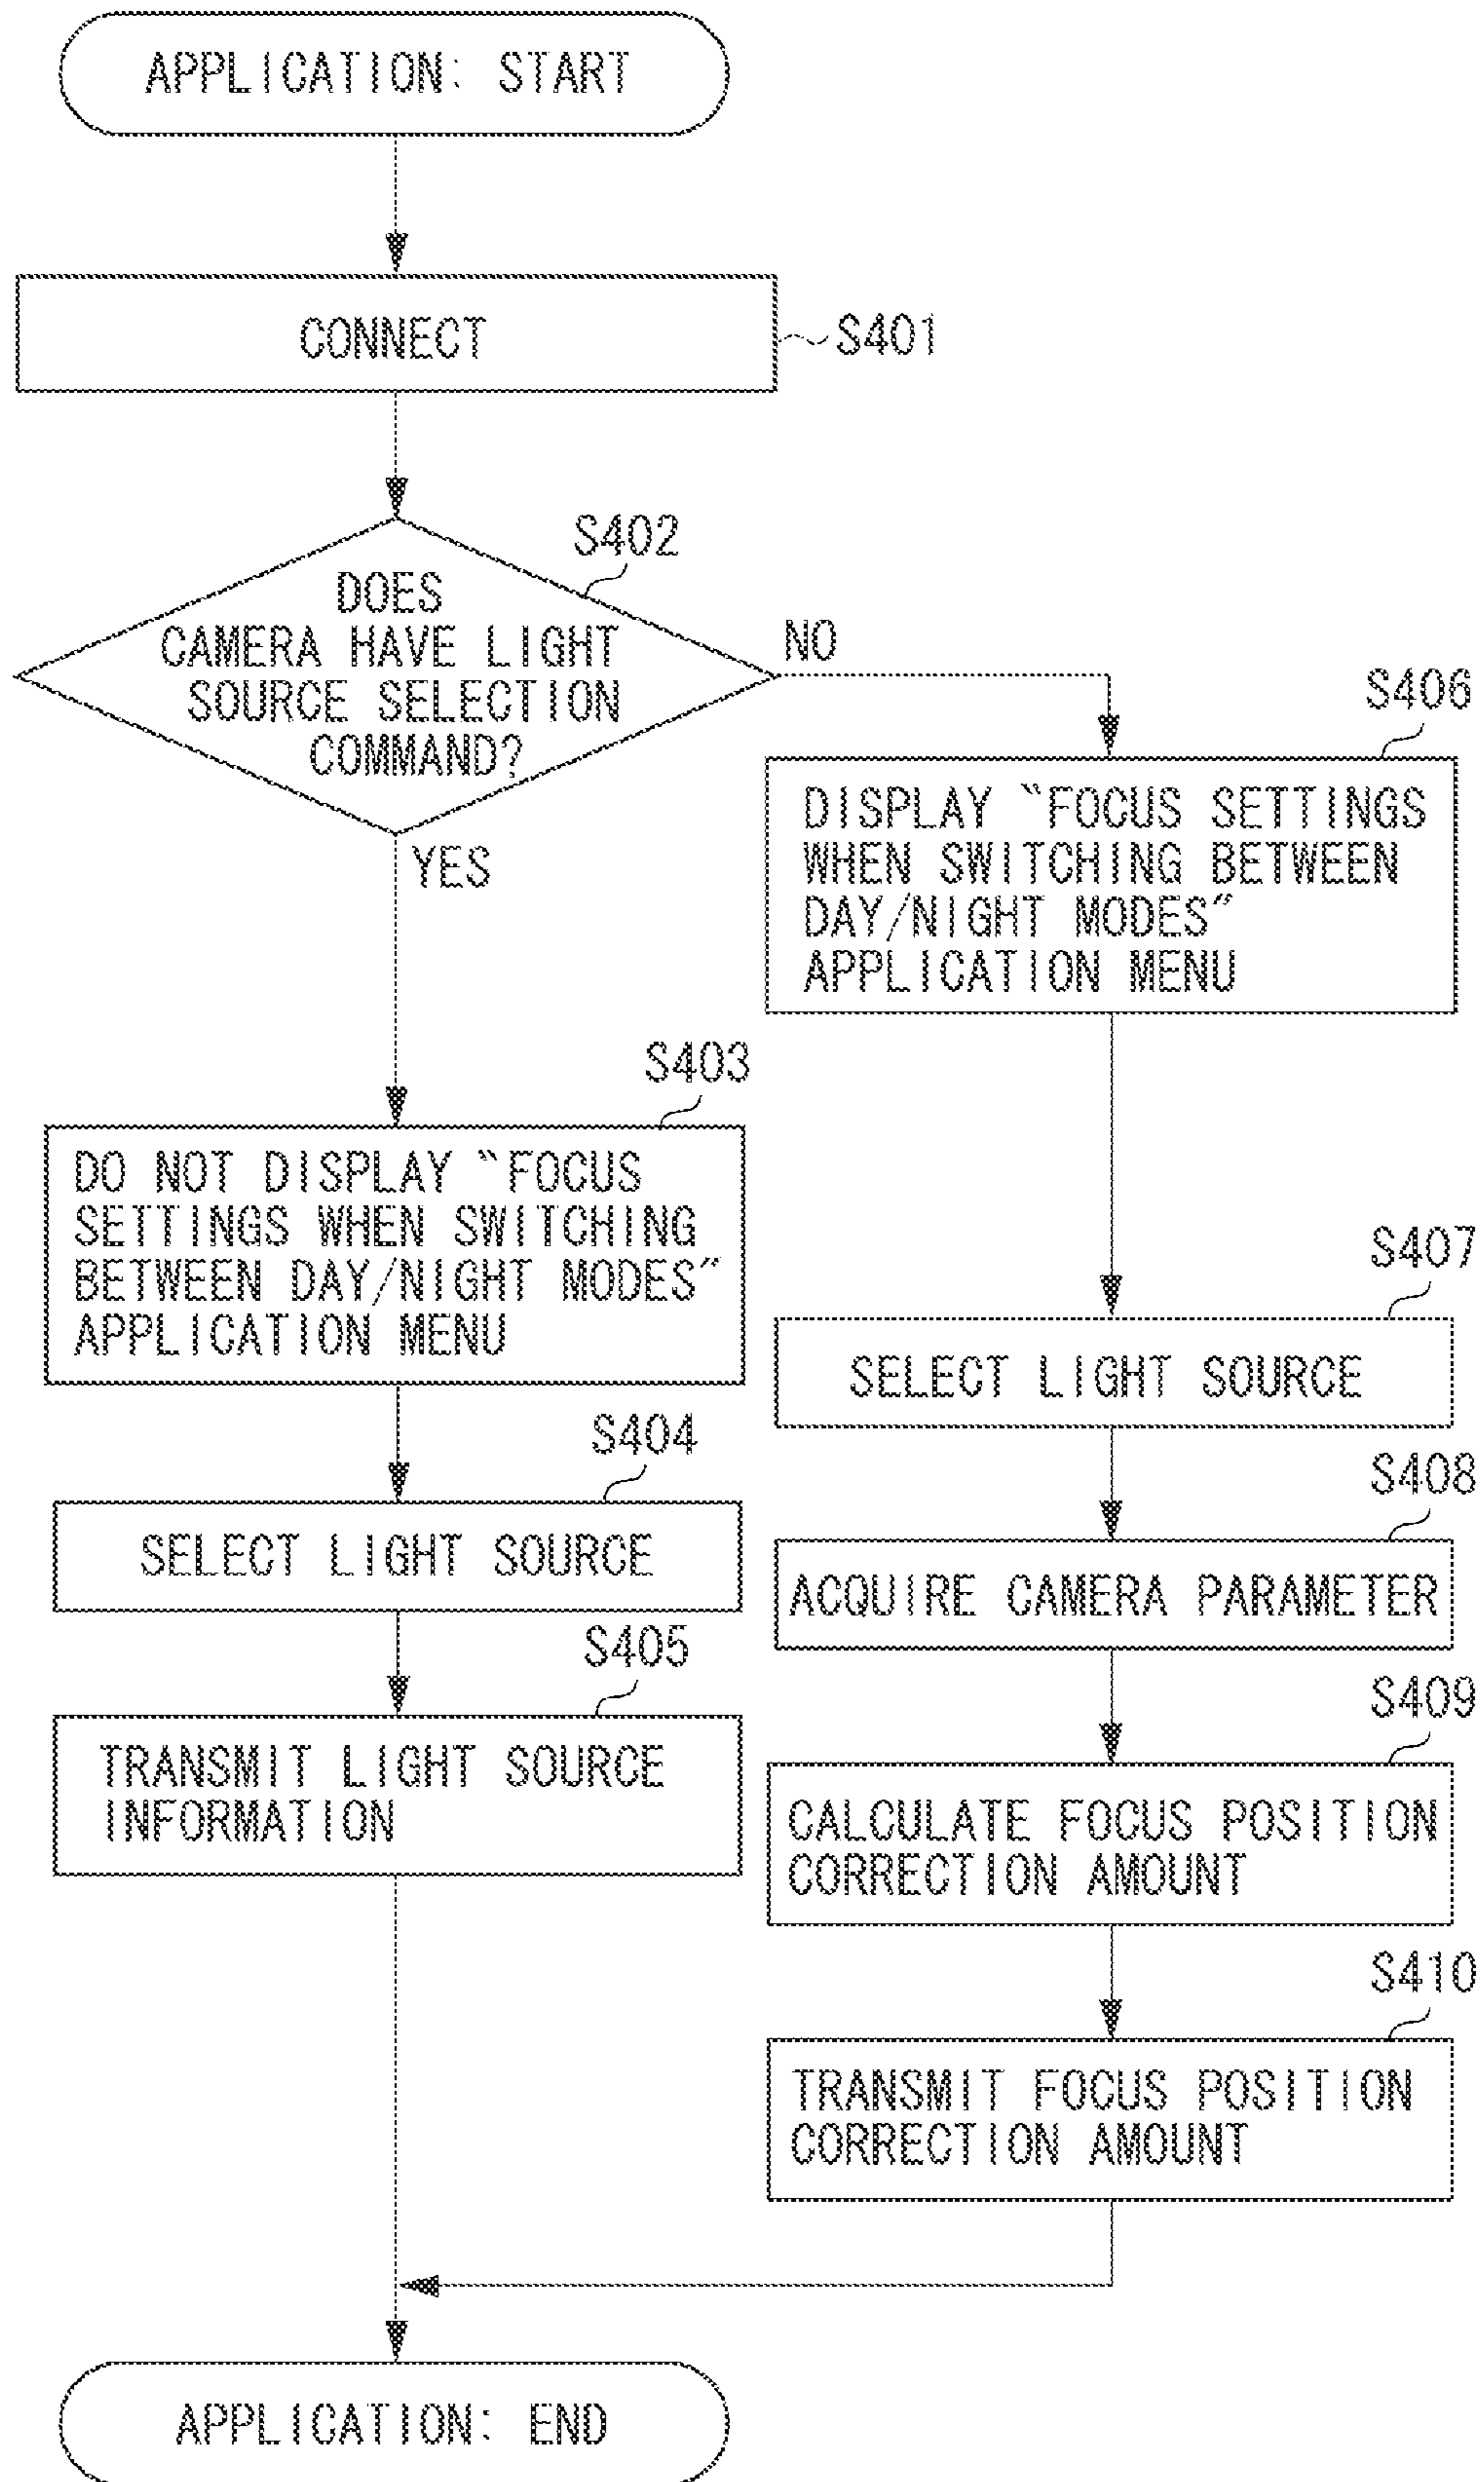 APPLICATION: START
CONNECT
S401
S402
DOES
CAMERA HAVE LIGHT
SOURCE SELECTION
COMMAND?
NO
YES
S406
DISPLAY “FOCUS SETTINGS
WHEN SWITCHING BETWEEN
DAY/NIGHT MODES”
APPLICATION MENU
S403
DO NOT DISPLAY “FOCUS
SETTINGS WHEN SWITCHING
BETWEEN DAY/NIGHT MODES”
APPLICATION MENU
S407
SELECT LIGHT SOURCE
S404
SELECT LIGHT SOURCE
S408
ACQUIRE CAMERA PARAMETER
S405
TRANSMIT LIGHT SOURCE
INFORMATION
S409
CALCULATE FOCUS POSITION
CORRECTION AMOUNT
S410
TRANSMIT FOCUS POSITION
CORRECTION AMOUNT
APPLICATION: END